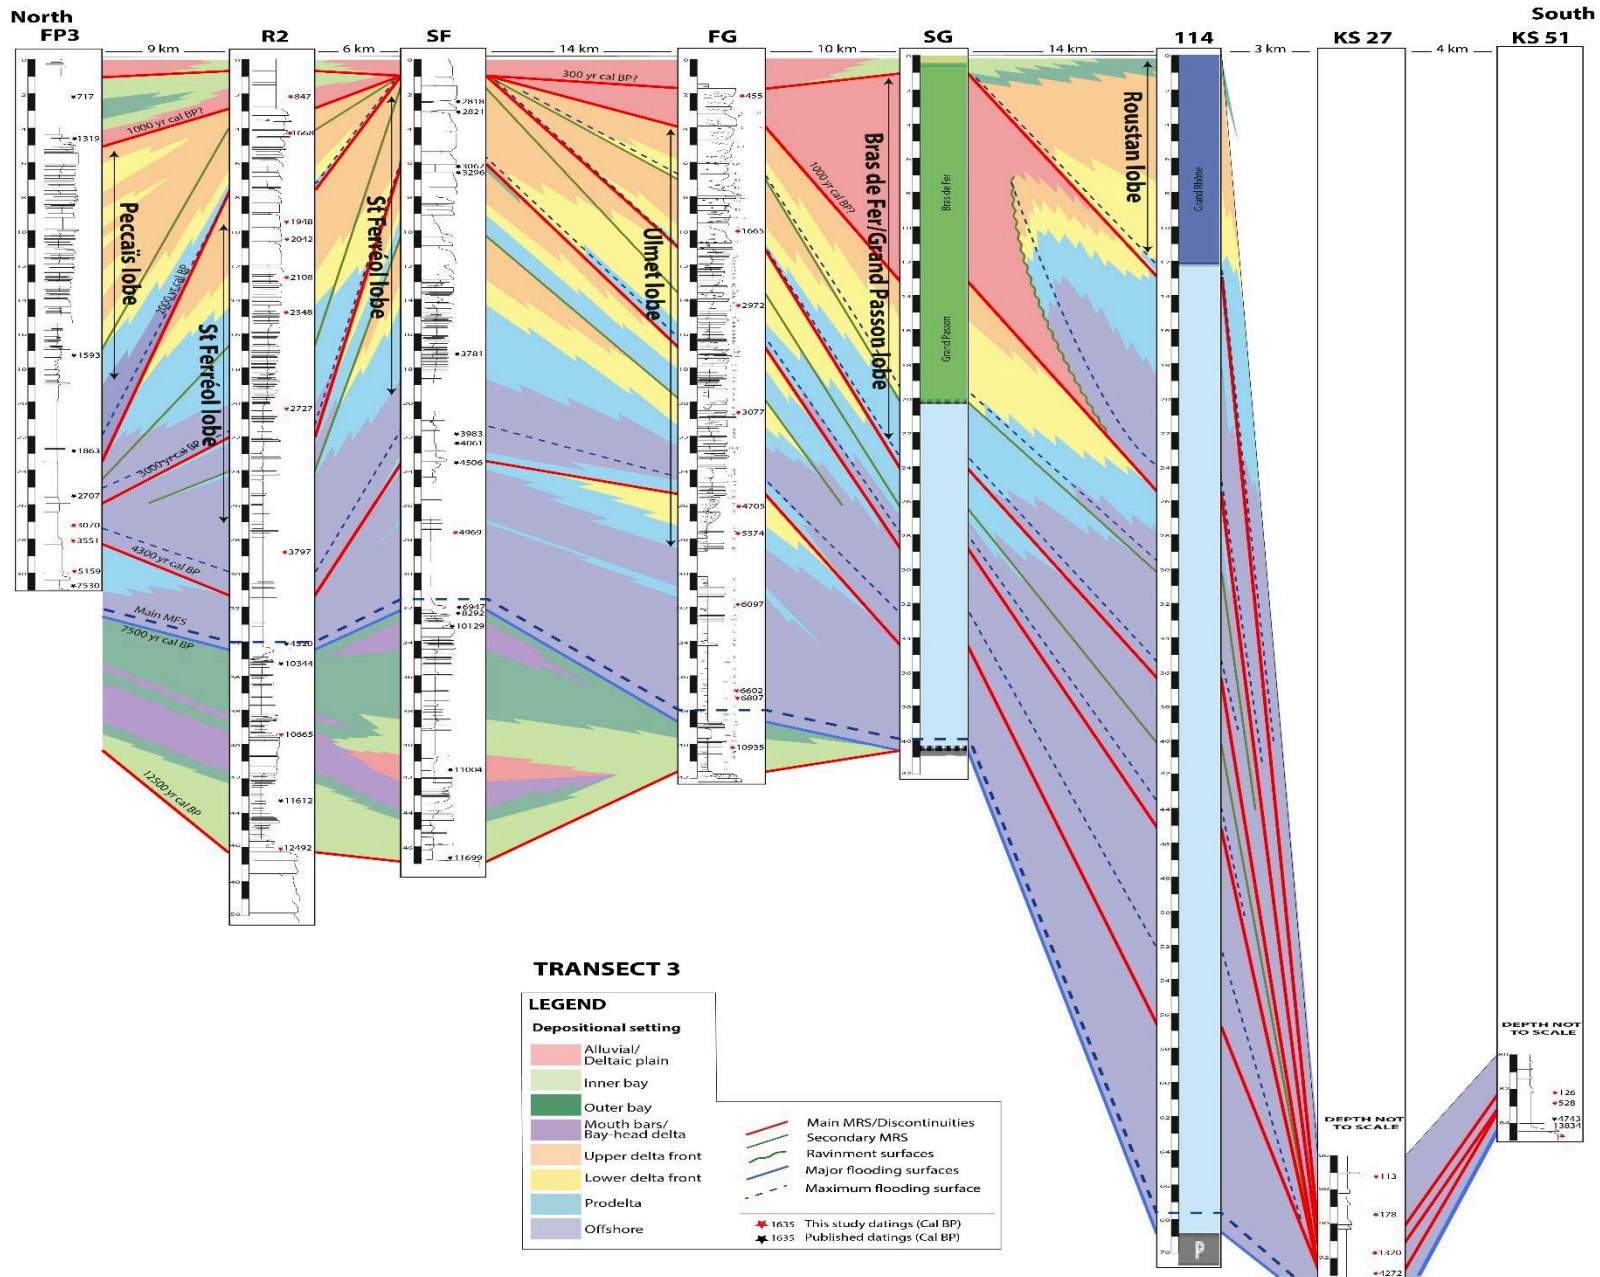 North
South
FP3
R2
SF
FG
SG
114
KS 27
KS 51
9 km
6 km
14 km
10 km
14 km
3 km
4 km
717
1319
1593
1863
2707
3070
3551
5159
7530
1000 yr cal BP?
2000 yr cal BP
3000 yr cal BP
4300 yr cal BP
Main MFS
7500 yr cal BP
12500 yr cal BP
Peccaïs lobe
St Ferréol lobe
847
1668
1948
2042
2108
2348
2727
3797
4520
10344
10665
11612
12492
St Ferréol lobe
2818
2821
3067
3296
3781
3983
4061
4506
4969
6947
8292
10129
11004
11699
300 yr cal BP?
Ulmet lobe
455
1665
2972
3077
4705
5374
6097
6602
6807
10935
1000 yr cal BP?
Bras de Fer/Grand Passon lobe
Bras de Fer
Grand Passon
Roustan lobe
Grand Rhône
P
DEPTH NOT
TO SCALE
113
178
1320
4272
DEPTH NOT
TO SCALE
126
528
4743
13834
TRANSECT 3
LEGEND
Depositional setting
Alluvial/
Deltaic plain
Inner bay
Outer bay
Mouth bars/
Bay-head delta
Upper delta front
Lower delta front
Prodelta
Offshore
Main MRS/Discontinuities
Secondary MRS
Ravinment surfaces
Major flooding surfaces
Maximum flooding surface
1635 This study datings (Cal BP)
1635 Published datings (Cal BP)